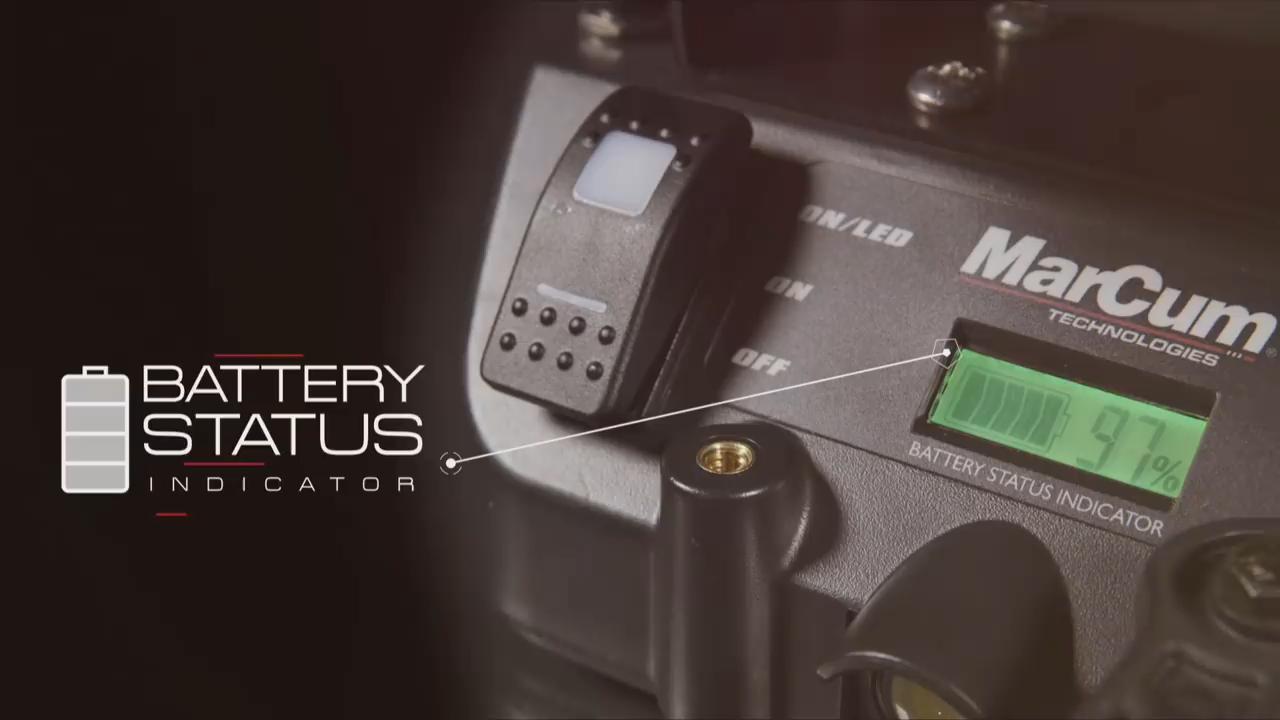 BATTERY
STATUS
INDICATOR
ON/LED
ON
OFF
MarCum®
TECHNOLOGIES
97%
BATTERY STATUS INDICATOR